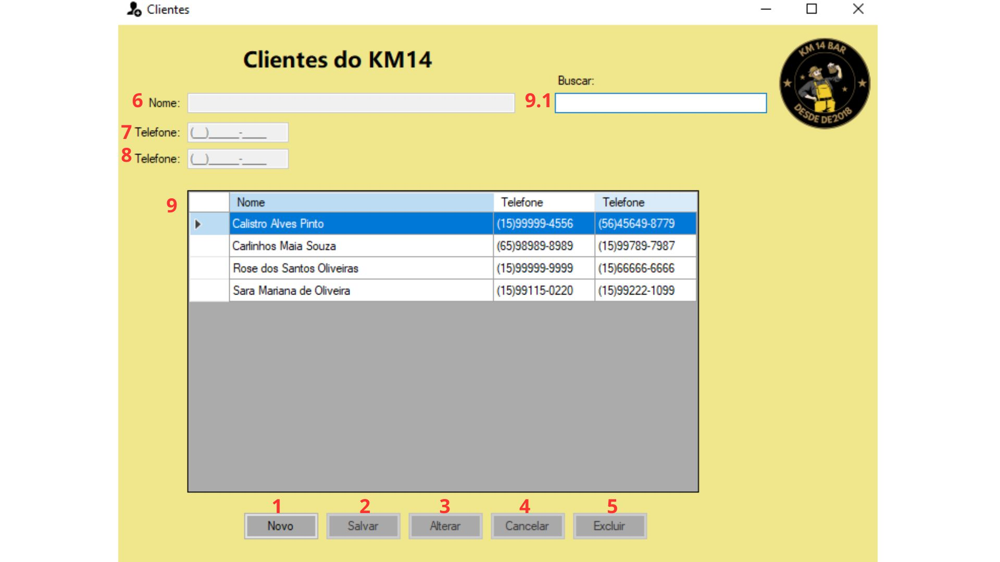 Clientes
Clientes do KM14
KM 14 BAR
DESDE DE 2018
Buscar:
6 Nome:
9.1
7 Telefone: (__)_____-____
8 Telefone: (__)_____-____
9
Nome Telefone Telefone
Calistro Alves Pinto (15)99999-4556 (56)45649-8779
Carlinhos Maia Souza (65)98989-8989 (15)99789-7987
Rose dos Santos Oliveiras (15)99999-9999 (15)66666-6666
Sara Mariana de Oliveira (15)99115-0220 (15)99222-1099
1 2 3 4 5
Novo Salvar Alterar Cancelar Excluir